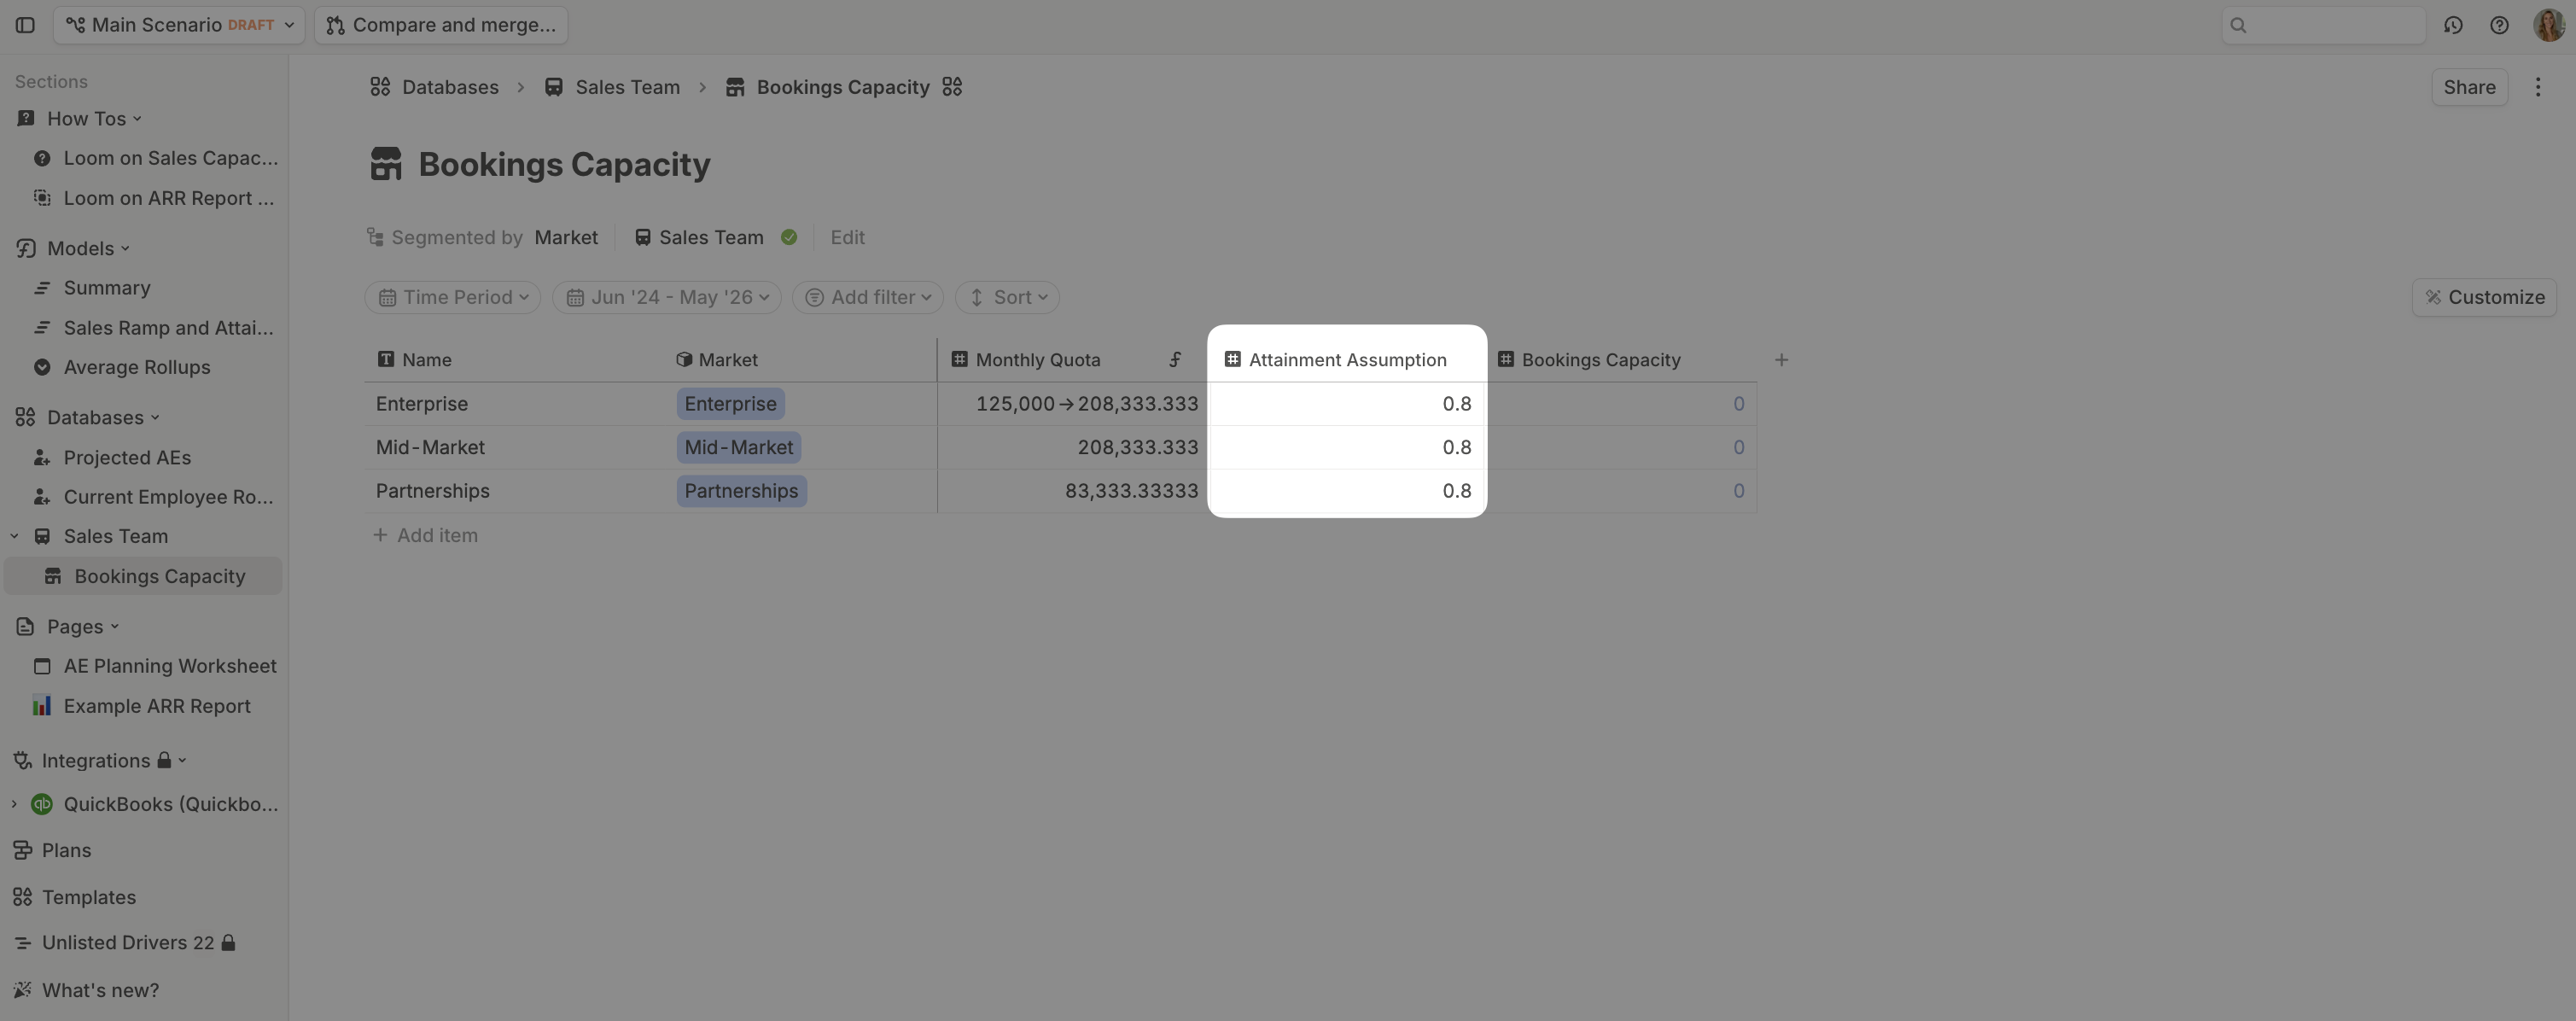 Main Scenario DRAFT
Compare and merge...
Sections
How Tos
Loom on Sales Capac...
Loom on ARR Report ...
Models
Summary
Sales Ramp and Attai...
Average Rollups
Databases
Projected AEs
Current Employee Ro...
Sales Team
Bookings Capacity
Pages
AE Planning Worksheet
Example ARR Report
Integrations
qb QuickBooks (Quickbo...
Plans
Templates
Unlisted Drivers 22
What's new?
Databases > Sales Team > Bookings Capacity
Share
Bookings Capacity
Segmented by Market Sales Team Edit
Time Period Jun '24 - May '26 Add filter Sort
Customize
Name Market Monthly Quota Attainment Assumption Bookings Capacity
Enterprise Enterprise 125,000→208,333.333 0.8 0
Mid-Market Mid-Market 208,333.333 0.8 0
Partnerships Partnerships 83,333.33333 0.8 0
+ Add item